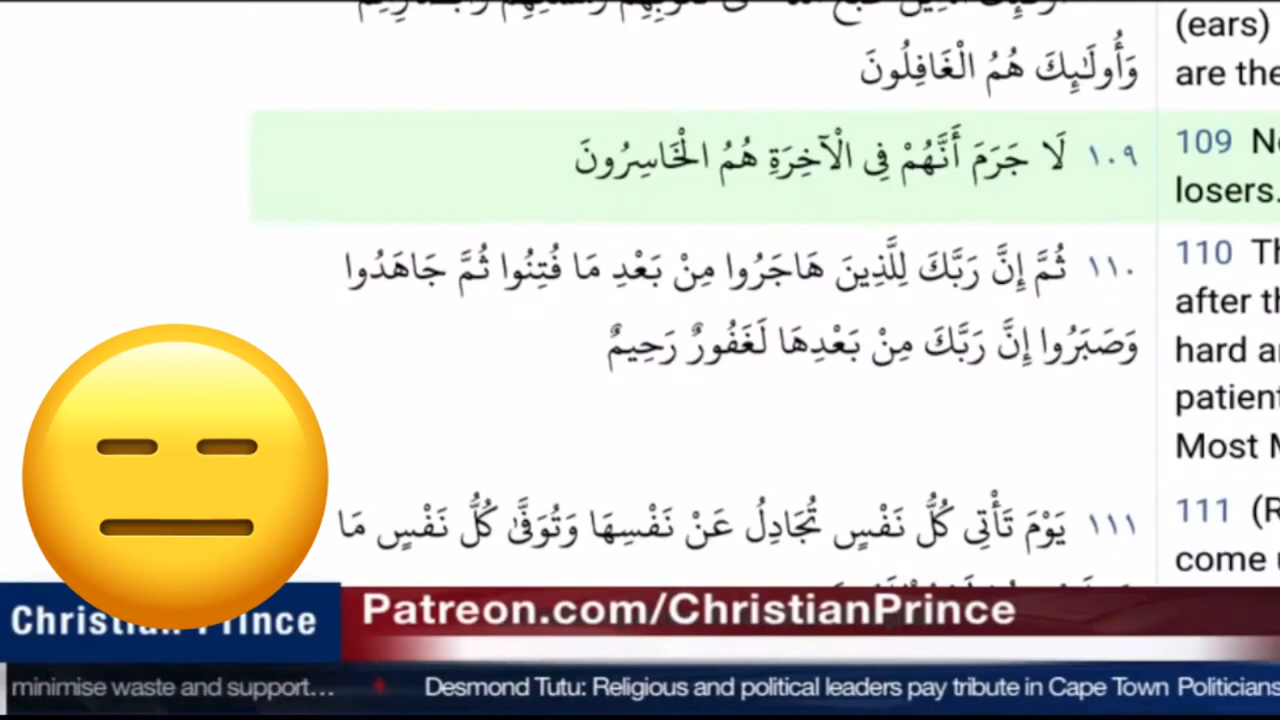 وَأُولَٰئِكَ هُمُ الْغَافِلُونَ
١٠٩ لَا جَرَمَ أَنَّهُمْ فِي الْآخِرَةِ هُمُ الْخَاسِرُونَ
١١٠ ثُمَّ إِنَّ رَبَّكَ لِلَّذِينَ هَاجَرُوا مِنْ بَعْدِ مَا فُتِنُوا ثُمَّ جَاهَدُوا
وَصَبَرُوا إِنَّ رَبَّكَ مِنْ بَعْدِهَا لَغَفُورٌ رَحِيمٌ
١١١ يَوْمَ تَأْتِي كُلُّ نَفْسٍ تُجَادِلُ عَنْ نَفْسِهَا وَتُوَفَّىٰ كُلُّ نَفْسٍ مَا
(ears)
are the
109 N
losers.
110 Th
after th
hard a
patient
Most M
111 (R
come u
Christian Prince
Patreon.com/ChristianPrince
minimise waste and support... Desmond Tutu: Religious and political leaders pay tribute in Cape Town Politicians